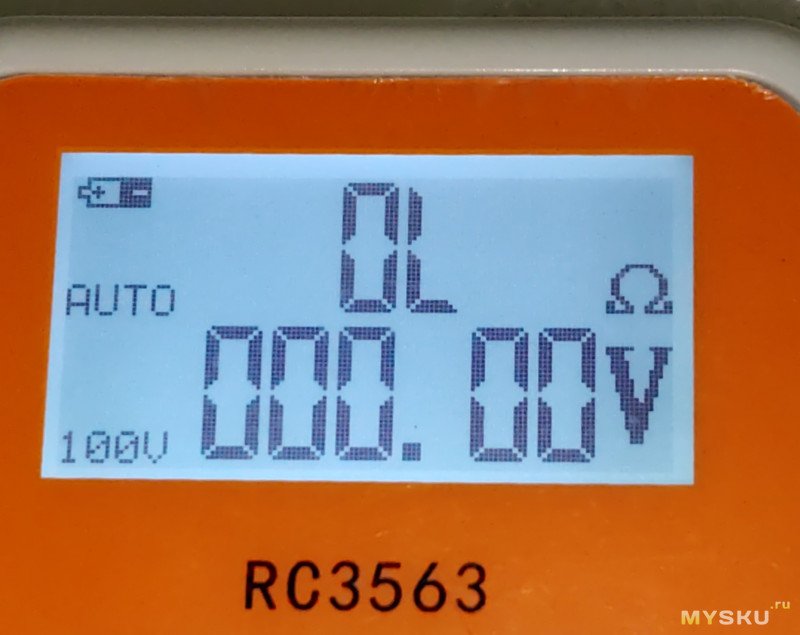 OL
AUTO Ω
000.00V
100V
RC3563
MYSKU.ru